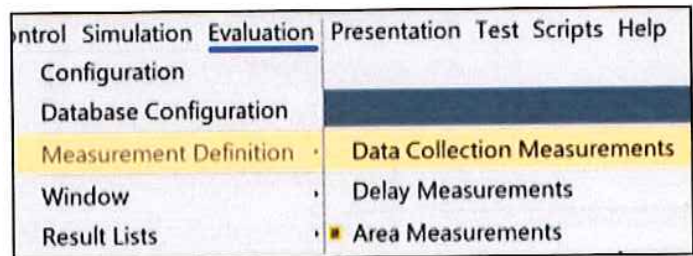 ntrol Simulation Evaluation Presentation Test Scripts Help
Configuration
Database Configuration
Measurement Definition
Data Collection Measurements
Window
Delay Measurements
Result Lists
Area Measurements